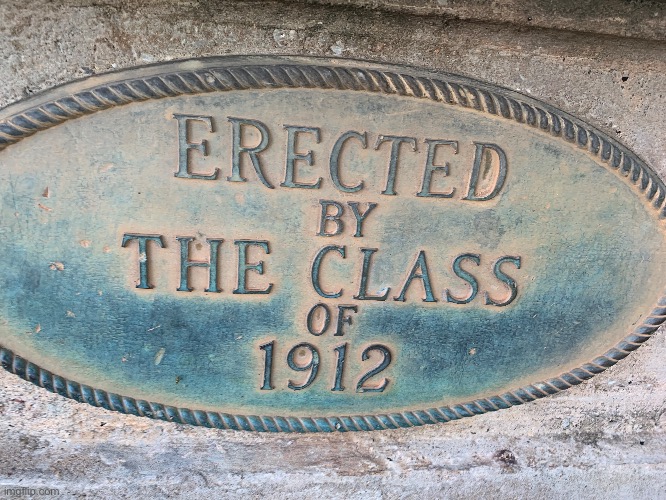 ERECTED
BY
THE CLASS
OF
1912
imgflip.com